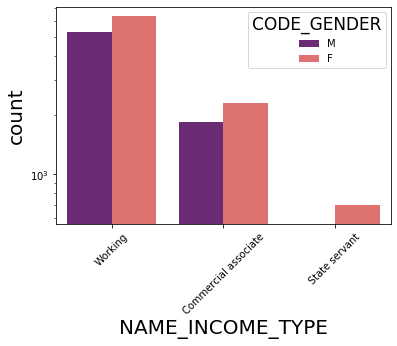 CODE_GENDER
M
F
count
10³
Working
Commercial associate
State servant
NAME_INCOME_TYPE